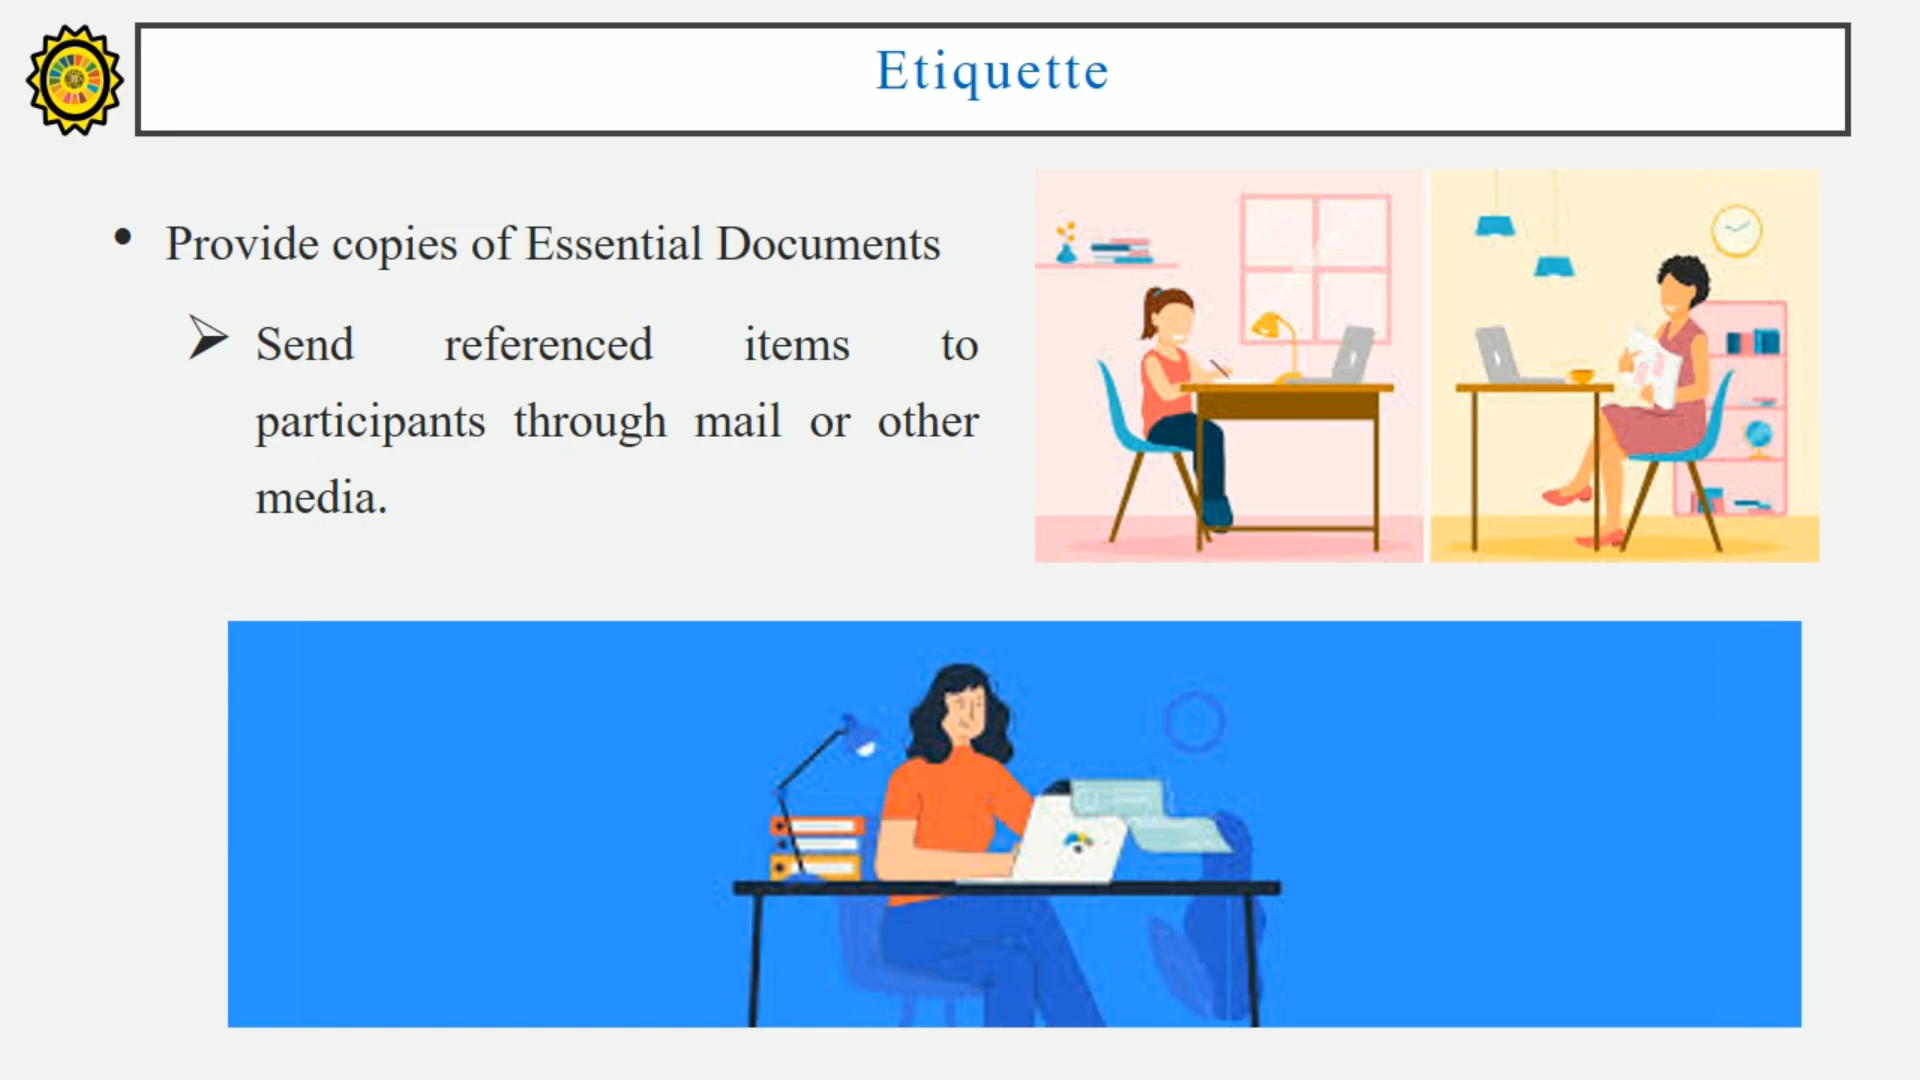 Etiquette
• Provide copies of Essential Documents
➢ Send referenced items to
participants through mail or other
media.